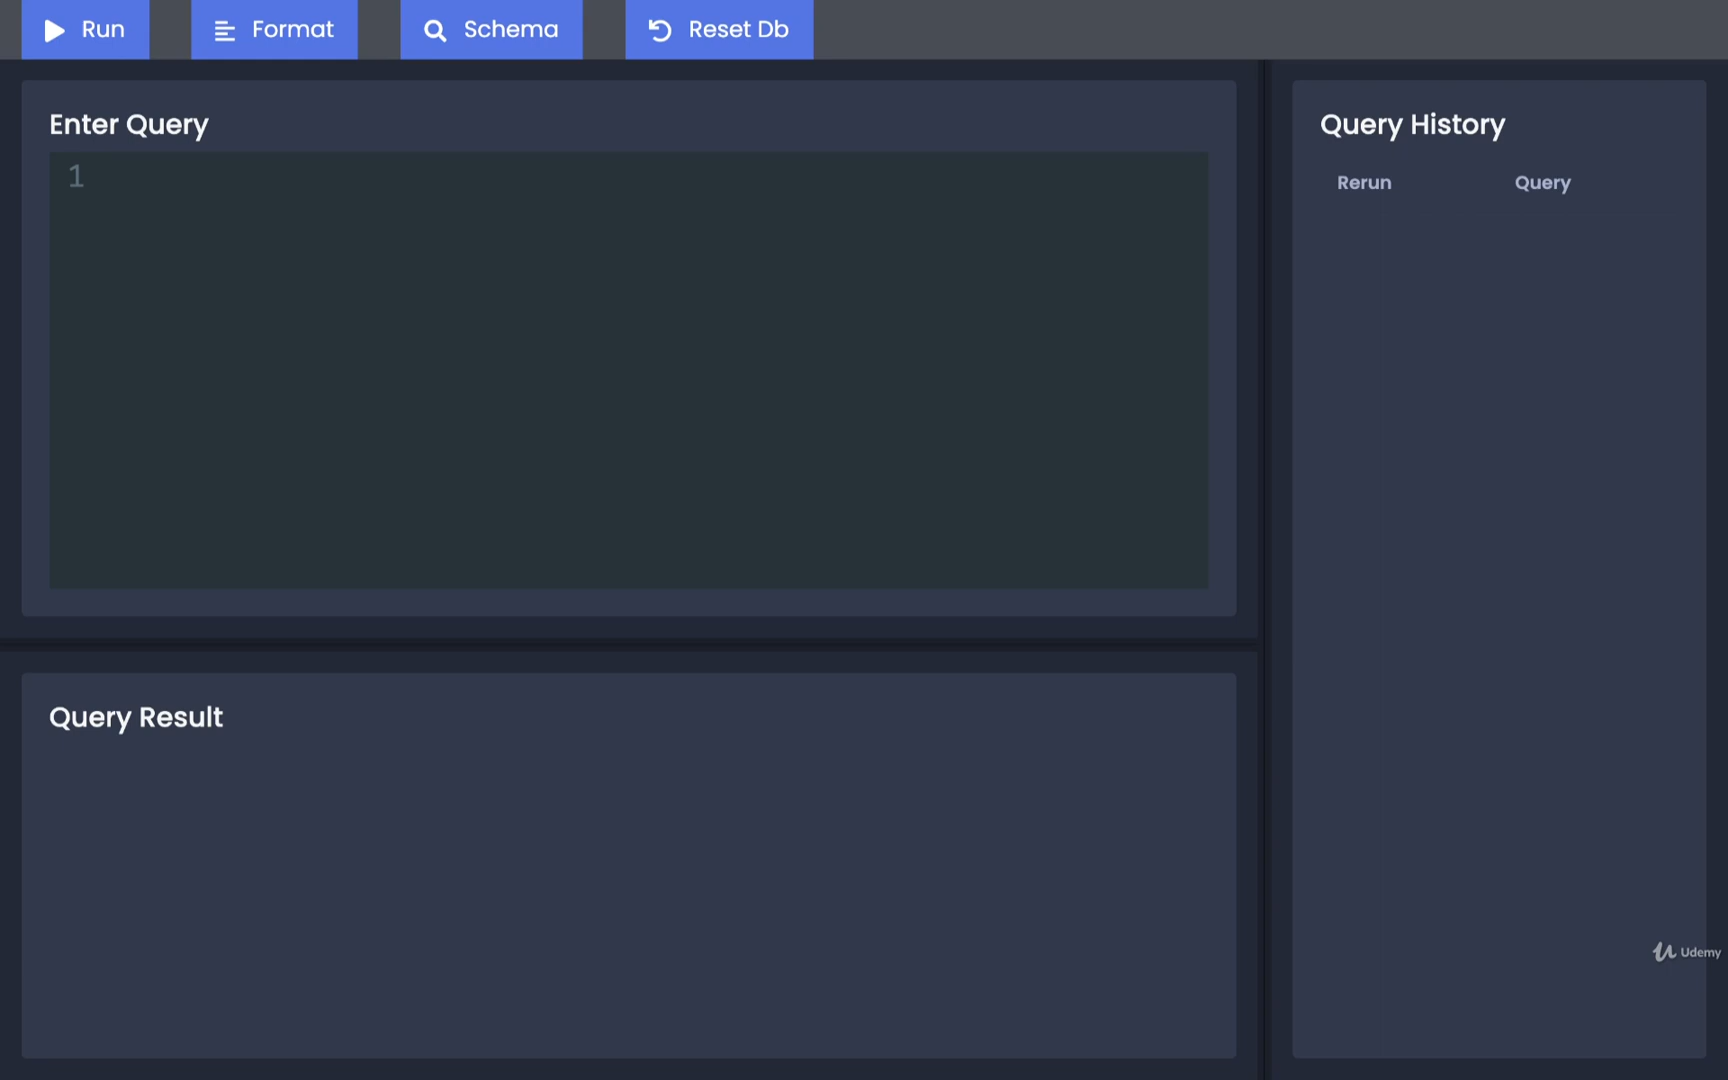 Run
Format
Schema
Reset Db
Enter Query
1
Query History
Rerun
Query
Query Result
Udemy